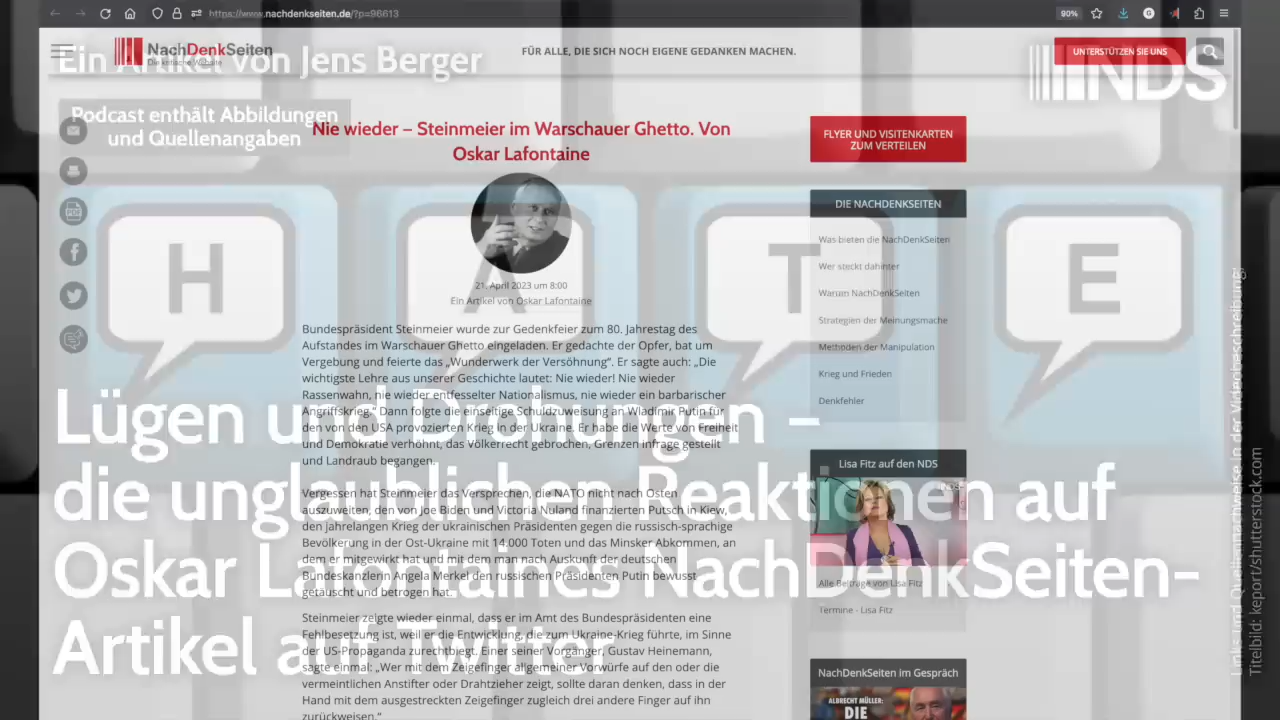 https://www.nachdenkseiten.de/?p=96613
90%
NachDenkSeiten
Die kritische Website
FÜR ALLE, DIE SICH NOCH EIGENE GEDANKEN MACHEN.
UNTERSTÜTZEN SIE UNS
Ein Artikel von Jens Berger
NDS
Podcast enthält Abbildungen
und Quellenangaben
Nie wieder – Steinmeier im Warschauer Ghetto. Von
Oskar Lafontaine
FLYER UND VISITENKARTEN
ZUM VERTEILEN
DIE NACHDENKSEITEN
Was bieten die NachDenkSeiten
Wer steckt dahinter
Warum NachDenkSeiten
Strategien der Meinungsmache
Methoden der Manipulation
Krieg und Frieden
Denkfehler
H A T E
PDF
21. April 2023 um 8:00
Ein Artikel von Oskar Lafontaine
Bundespräsident Steinmeier wurde zur Gedenkfeier zum 80. Jahrestag des
Aufstandes im Warschauer Ghetto eingeladen. Er gedachte der Opfer, bat um
Vergebung und feierte das „Wunderwerk der Versöhnung“. Er sagte auch: „Die
wichtigste Lehre aus unserer Geschichte lautet: Nie wieder! Nie wieder
Rassenwahn, nie wieder entfesselter Nationalismus, nie wieder ein barbarischer
Angriffskrieg.“ Dann folgte die einseitige Schuldzuweisung an Wladimir Putin für
den von den USA provozierten Krieg in der Ukraine. Er habe die Werte von Freiheit
und Demokratie verhöhnt, das Völkerrecht gebrochen, Grenzen infrage gestellt
und Landraub begangen.
Vergessen hat Steinmeier das Versprechen, die NATO nicht nach Osten
auszuweiten, den von Joe Biden und Victoria Nuland finanzierten Putsch in Kiew,
den Jahrelangen Krieg der ukrainischen Präsidenten gegen die russisch-sprachige
Bevölkerung in der Ost-Ukraine mit 14.000 Toten und das Minsker Abkommen, an
dem er mitgewirkt hat und mit dem man nach Auskunft der deutschen
Bundeskanzlerin Angela Merkel den russischen Präsidenten Putin bewusst
getäuscht und betrogen hat.
Steinmeier zeigte wieder einmal, dass er im Amt des Bundespräsidenten eine
Fehlbesetzung ist, weil er die Entwicklung, die zum Ukraine-Krieg führte, im Sinne
der US-Propaganda zurechtbiegt. Einer seiner Vorgänger, Gustav Heinemann,
sagte einmal: „Wer mit dem Zeigefinger allgemeiner Vorwürfe auf den oder die
vermeintlichen Anstifter oder Drahtzieher zeigt, sollte daran denken, dass in der
Hand mit dem ausgestreckten Zeigefinger zugleich drei andere Finger auf ihn
zurückweisen.“
Lisa Fitz auf den NDS
Alle Beiträge von Lisa Fitz
Termine - Lisa Fitz
NachDenkSeiten im Gespräch
ALBRECHT MÜLLER:
DIE
Lügen u
gen –
die unglaublichen Reaktionen auf
Oskar Lafontaines NachDenkSeiten-
Artikel auf Twitter
Links und Quellennachweise in der Videobeschreibung!
Titelbild: keport/shutterstock.com